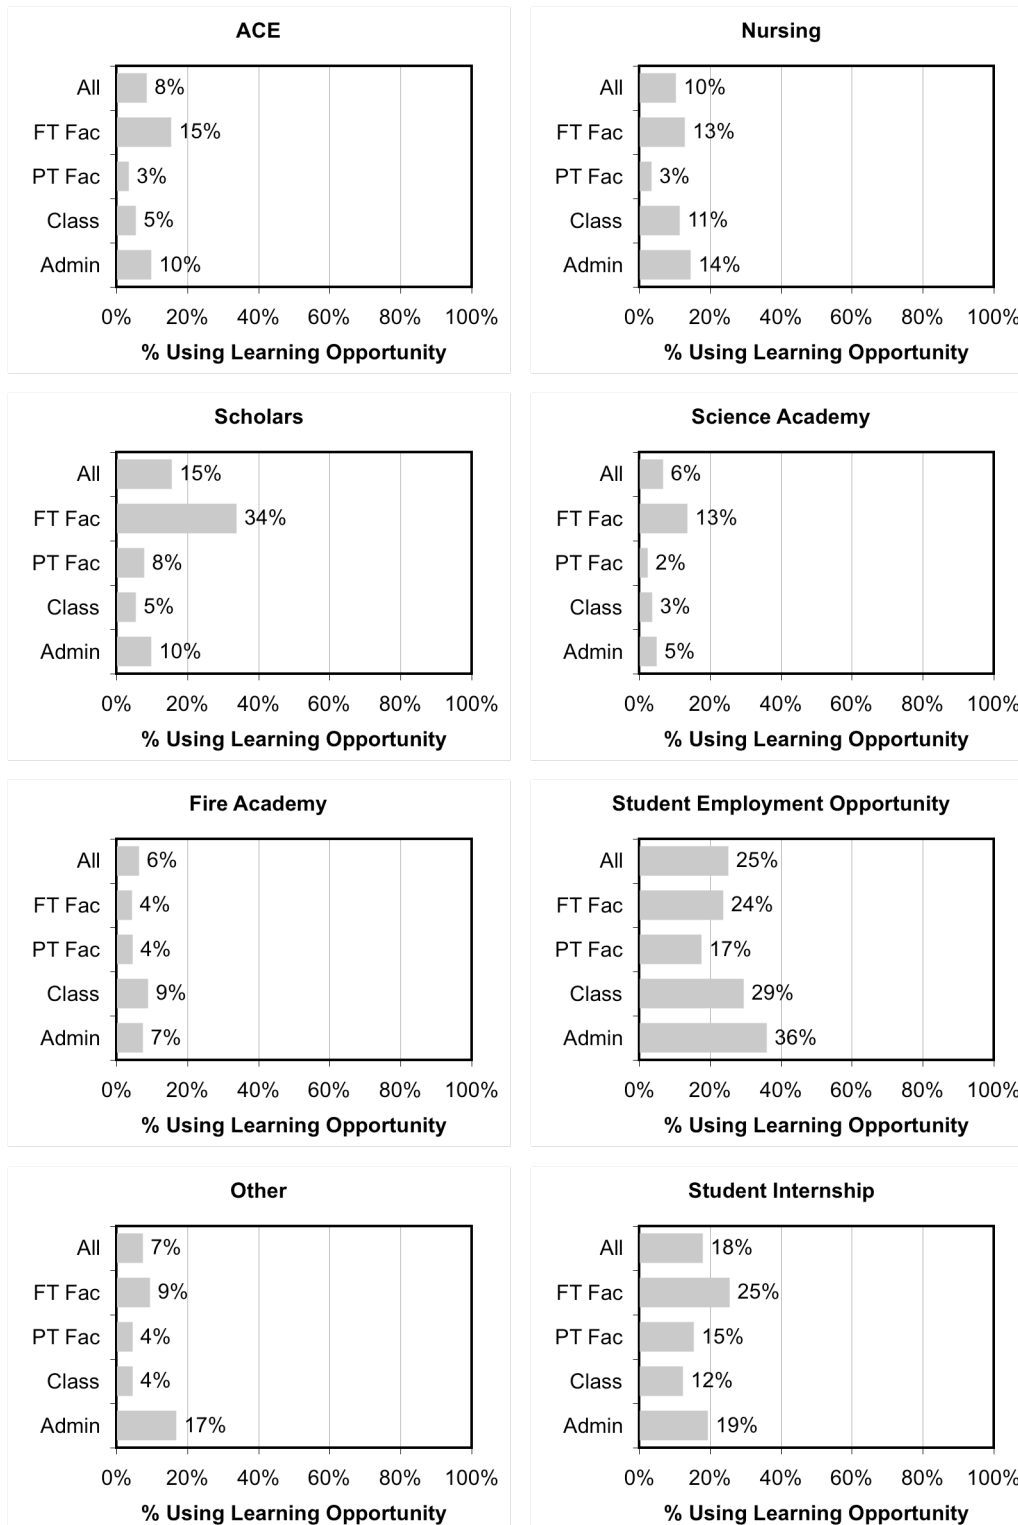 ACE
All 8%
FT Fac 15%
PT Fac 3%
Class 5%
Admin 10%
0% 20% 40% 60% 80% 100%
% Using Learning Opportunity
Nursing
All 10%
FT Fac 13%
PT Fac 3%
Class 11%
Admin 14%
0% 20% 40% 60% 80% 100%
% Using Learning Opportunity
Scholars
All 15%
FT Fac 34%
PT Fac 8%
Class 5%
Admin 10%
0% 20% 40% 60% 80% 100%
% Using Learning Opportunity
Science Academy
All 6%
FT Fac 13%
PT Fac 2%
Class 3%
Admin 5%
0% 20% 40% 60% 80% 100%
% Using Learning Opportunity
Fire Academy
All 6%
FT Fac 4%
PT Fac 4%
Class 9%
Admin 7%
0% 20% 40% 60% 80% 100%
% Using Learning Opportunity
Student Employment Opportunity
All 25%
FT Fac 24%
PT Fac 17%
Class 29%
Admin 36%
0% 20% 40% 60% 80% 100%
% Using Learning Opportunity
Other
All 7%
FT Fac 9%
PT Fac 4%
Class 4%
Admin 17%
0% 20% 40% 60% 80% 100%
% Using Learning Opportunity
Student Internship
All 18%
FT Fac 25%
PT Fac 15%
Class 12%
Admin 19%
0% 20% 40% 60% 80% 100%
% Using Learning Opportunity